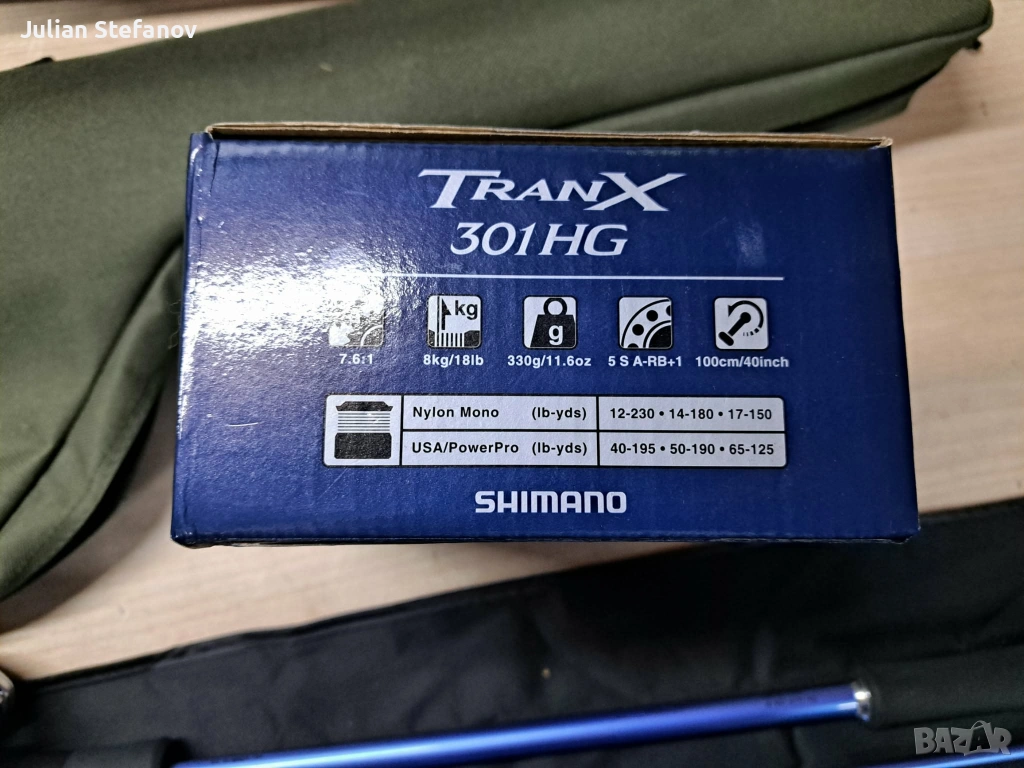 Julian Stefanov
TRANX
301HG
kg
g
7.6:1
8kg/18lb
330g/11.6oz
5 S A-RB+1
100cm/40inch
Nylon Mono (lb-yds) 12-230 • 14-180 • 17-150
USA/PowerPro (lb-yds) 40-195 • 50-190 • 65-125
SHIMANO
BAZAR